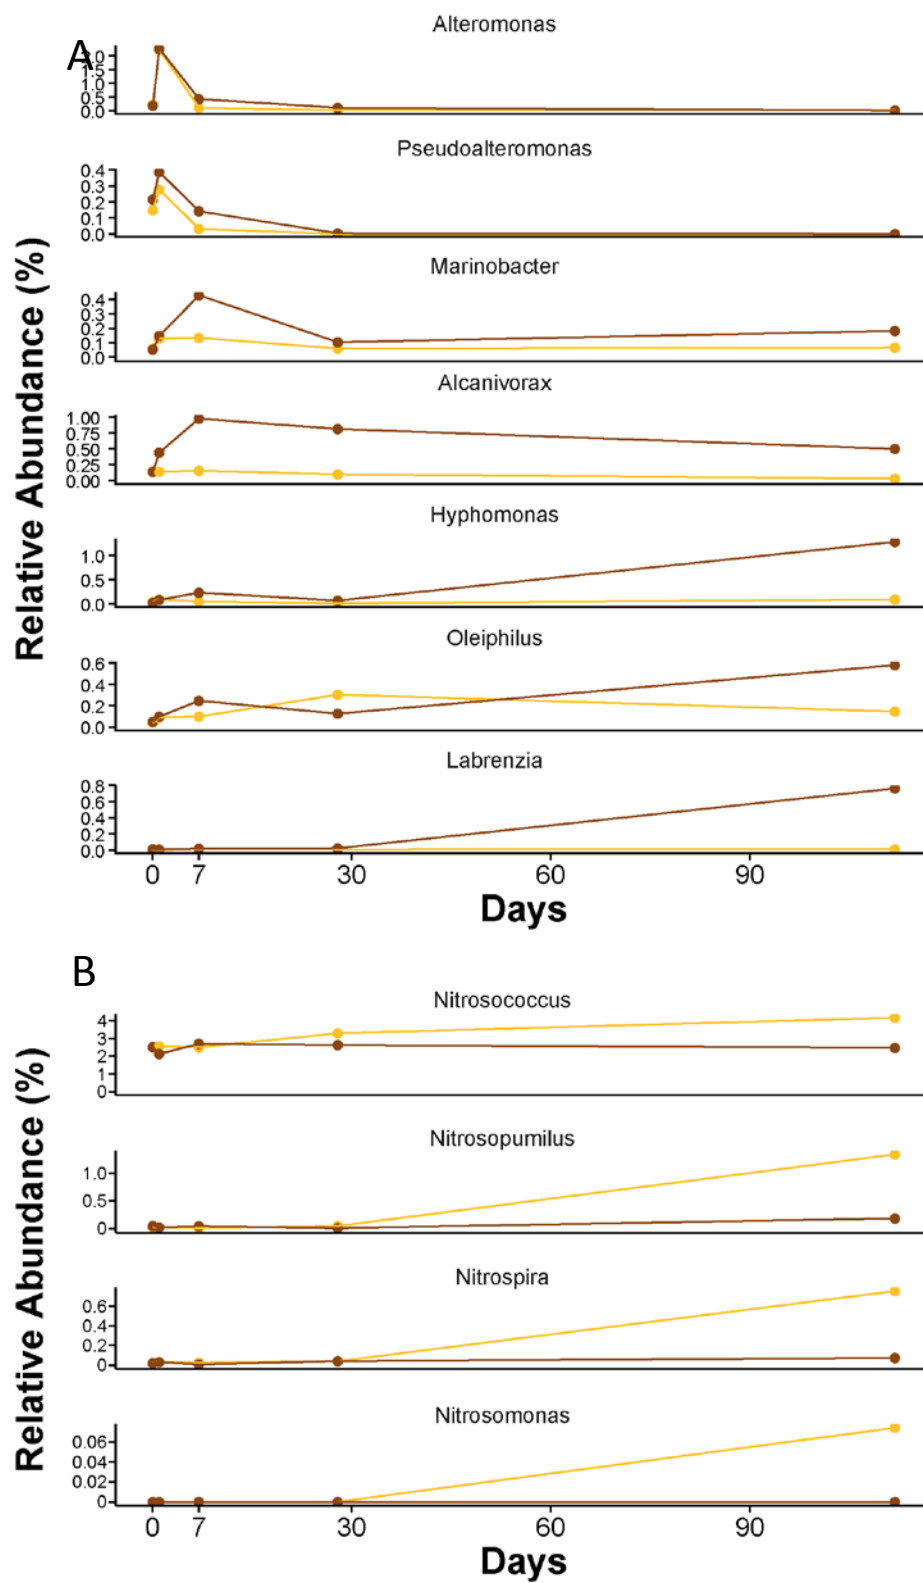 A
Alteromonas
2.0
1.5
1.0
0.5
0.0
Pseudoalteromonas
0.4
0.3
0.2
0.1
0.0
Marinobacter
0.4
0.3
0.2
0.1
0.0
Alcanivorax
1.00
0.75
0.50
0.25
0.00
Hyphomonas
1.0
0.5
0.0
Oleiphilus
0.6
0.4
0.2
0.0
Labrenzia
0.8
0.6
0.4
0.2
0.0
Relative Abundance (%)
0 7 30 60 90
Days
B
Nitrosococcus
4
3
2
1
0
Nitrosopumilus
1.0
0.5
0
Nitrospira
0.6
0.4
0.2
0
Nitrosomonas
0.06
0.04
0.02
0
Relative Abundance (%)
0 7 30 60 90
Days